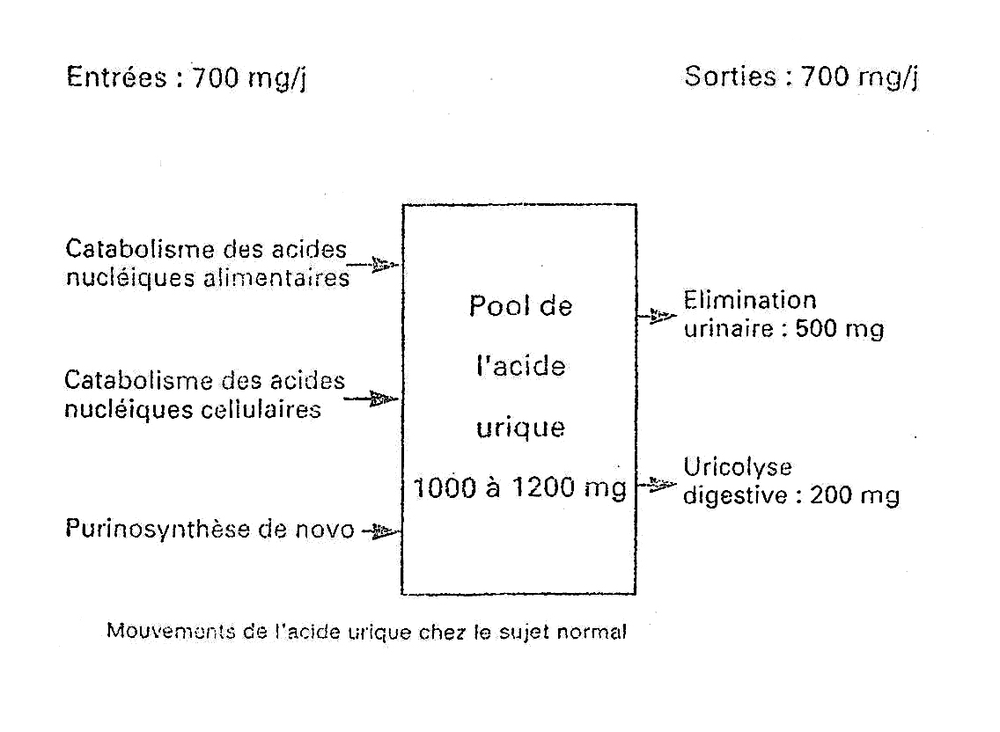 Entrées : 700 mg/j
Sorties : 700 mg/j
Catabolisme des acides
nucléiques alimentaires
Catabolisme des acides
nucléiques cellulaires
Purinosynthèse de novo
Pool de
l'acide
urique
1000 à 1200 mg
Elimination
urinaire : 500 mg
Uricolyse
digestive : 200 mg
Mouvements de l'acide urique chez le sujet normal